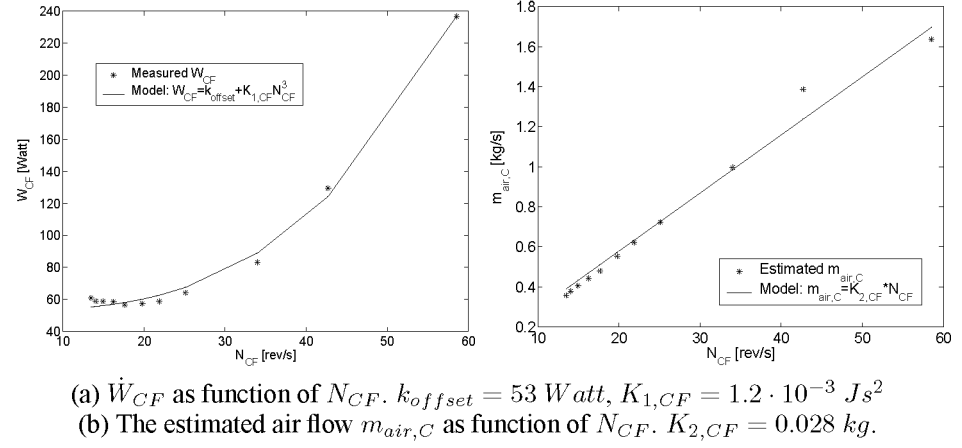 240
220
200
180
160
140
120
100
80
60
40
W_CF [Watt]
* Measured W_CF
Model: W_CF=k_offset+K_1,CF N_CF^3
10 20 30 40 50 60
N_CF [rev/s]
1.8
1.6
1.4
1.2
1
0.8
0.6
0.4
0.2
m_air,C [kg/s]
* Estimated m_air,C
Model: m_air,C=K_2,CF*N_CF
10 20 30 40 50 60
N_CF [rev/s]
(a) Ẇ_CF as function of N_CF. k_offset = 53 Watt, K_1,CF = 1.2 · 10^−3 Js^2
(b) The estimated air flow m_air,C as function of N_CF. K_2,CF = 0.028 kg.